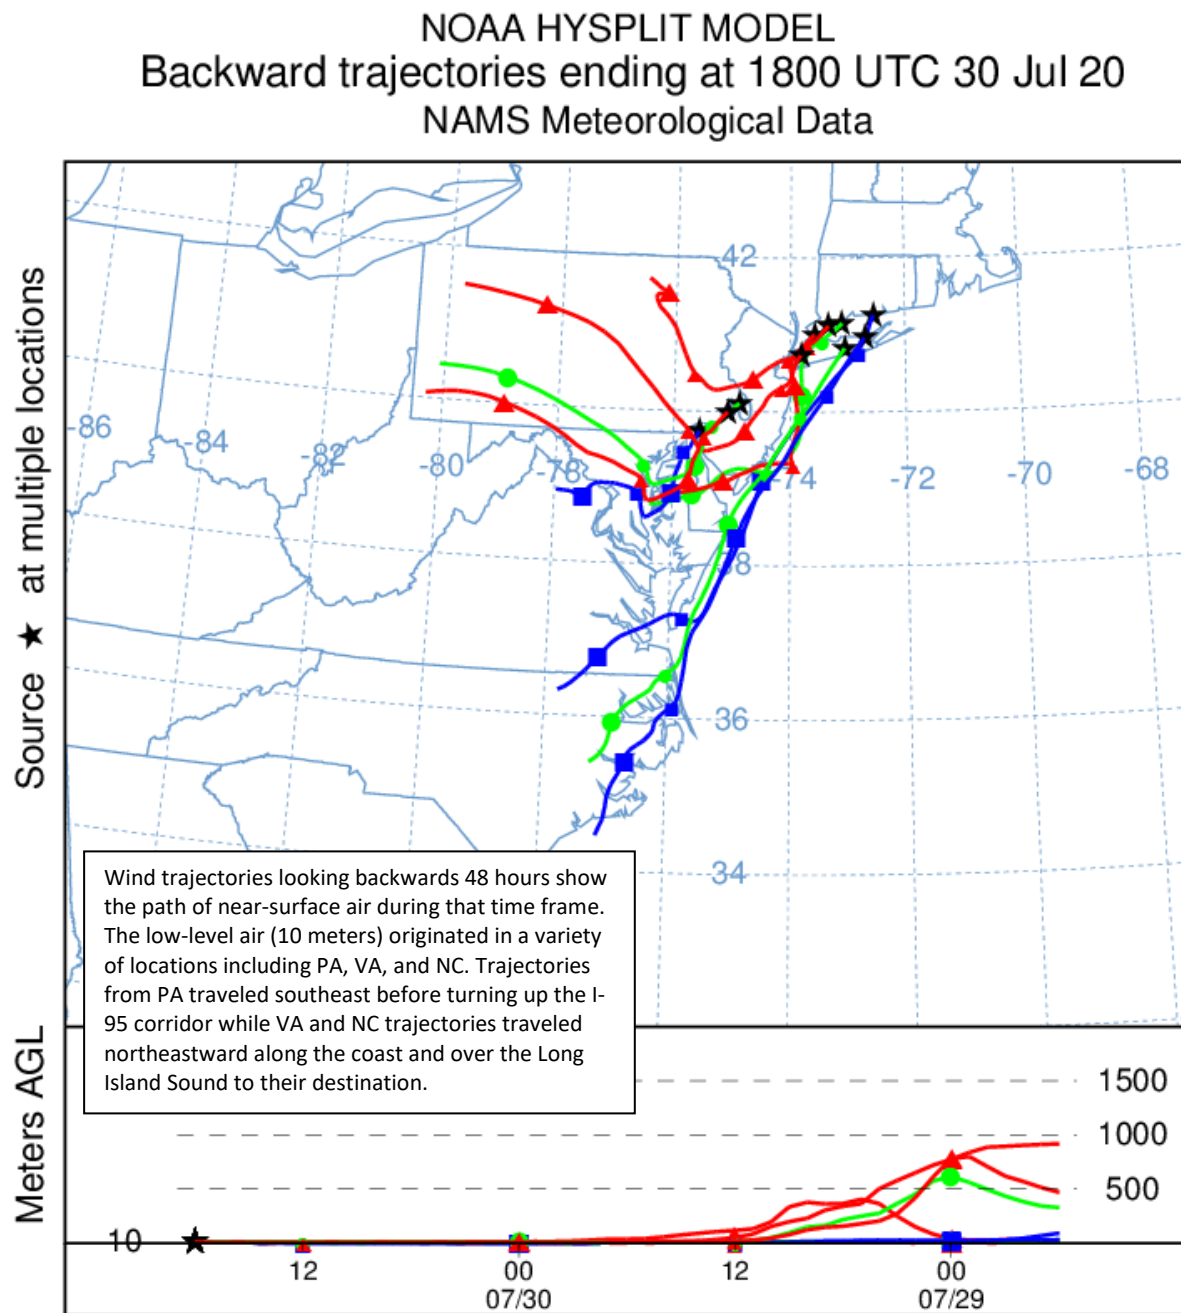 NOAA HYSPLIT MODEL
Backward trajectories ending at 1800 UTC 30 Jul 20
NAMS Meteorological Data
Source ★ at multiple locations
42
-86
-84
-82
-80
-78
-74
-72
-70
-68
38
36
34
Wind trajectories looking backwards 48 hours show
the path of near-surface air during that time frame.
The low-level air (10 meters) originated in a variety
of locations including PA, VA, and NC. Trajectories
from PA traveled southeast before turning up the I-
95 corridor while VA and NC trajectories traveled
northeastward along the coast and over the Long
Island Sound to their destination.
Meters AGL
1500
1000
500
10
12
00
12
00
07/30
07/29